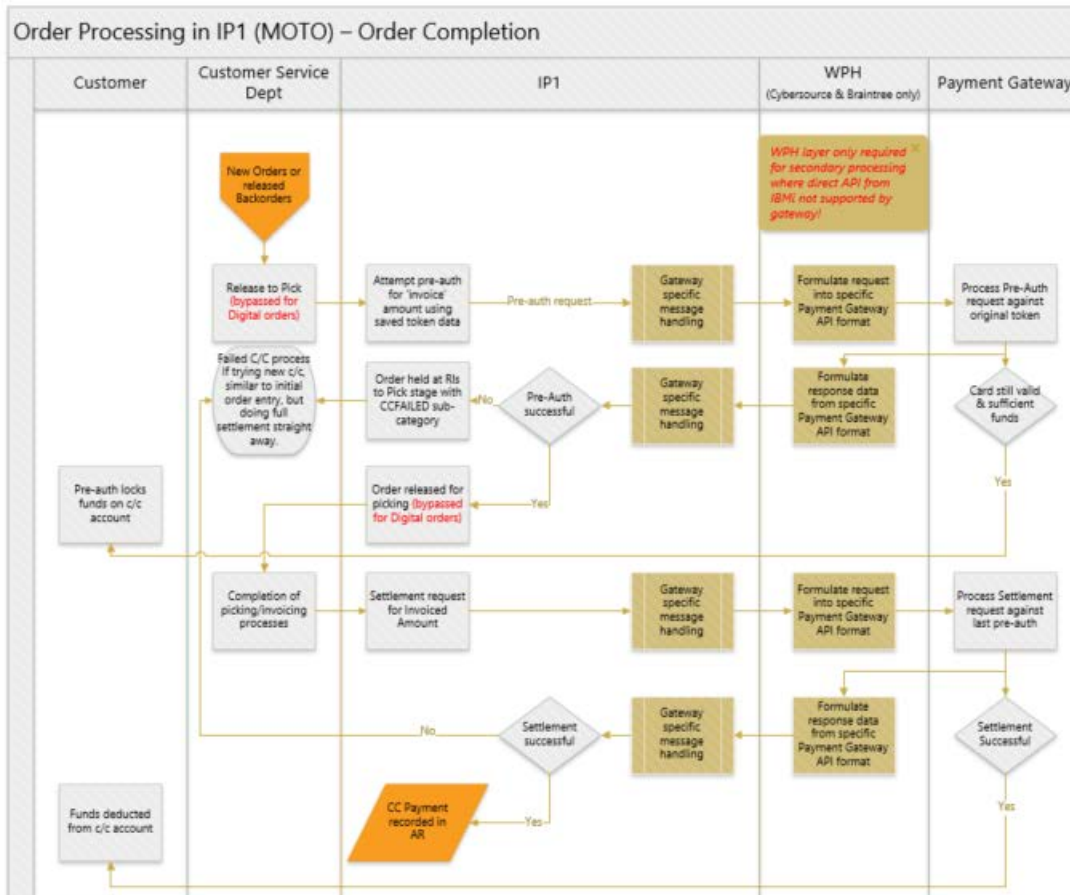 Order Processing in IP1 (MOTO) – Order Completion
Customer
Customer Service
Dept
IP1
WPH
(Cybersource & Braintree only)
Payment Gateway
New Orders or
released
Backorders
WPH layer only required
for secondary processing
where direct API from
IBMi not supported by
gateway!
Release to Pick
(bypassed for
Digital orders)
Attempt pre-auth
for 'invoice'
amount using
saved token data
Pre-auth request
Gateway
specific
message
handling
Formulate request
into specific
Payment Gateway
API format
Process Pre-Auth
request against
original token
Failed C/C process
If trying new c/c,
similar to initial
order entry, but
doing full
settlement straight
away.
Order held at Rls
to Pick stage with
CCFAILED sub-
category
No
Pre-Auth
successful
Gateway
specific
message
handling
Formulate
response data
from specific
Payment Gateway
API format
Card still valid
& sufficient
funds
Yes
Pre-auth locks
funds on c/c
account
Order released for
picking (bypassed
for Digital orders)
Yes
Completion of
picking/invoicing
processes
Settlement request
for Invoiced
Amount
Gateway
specific
message
handling
Formulate request
into specific
Payment Gateway
API format
Process Settlement
request against
last pre-auth
No
Settlement
successful
Gateway
specific
message
handling
Formulate
response data
from specific
Payment Gateway
API format
Settlement
Successful
Yes
Funds deducted
from c/c account
CC Payment
recorded in
AR
Yes